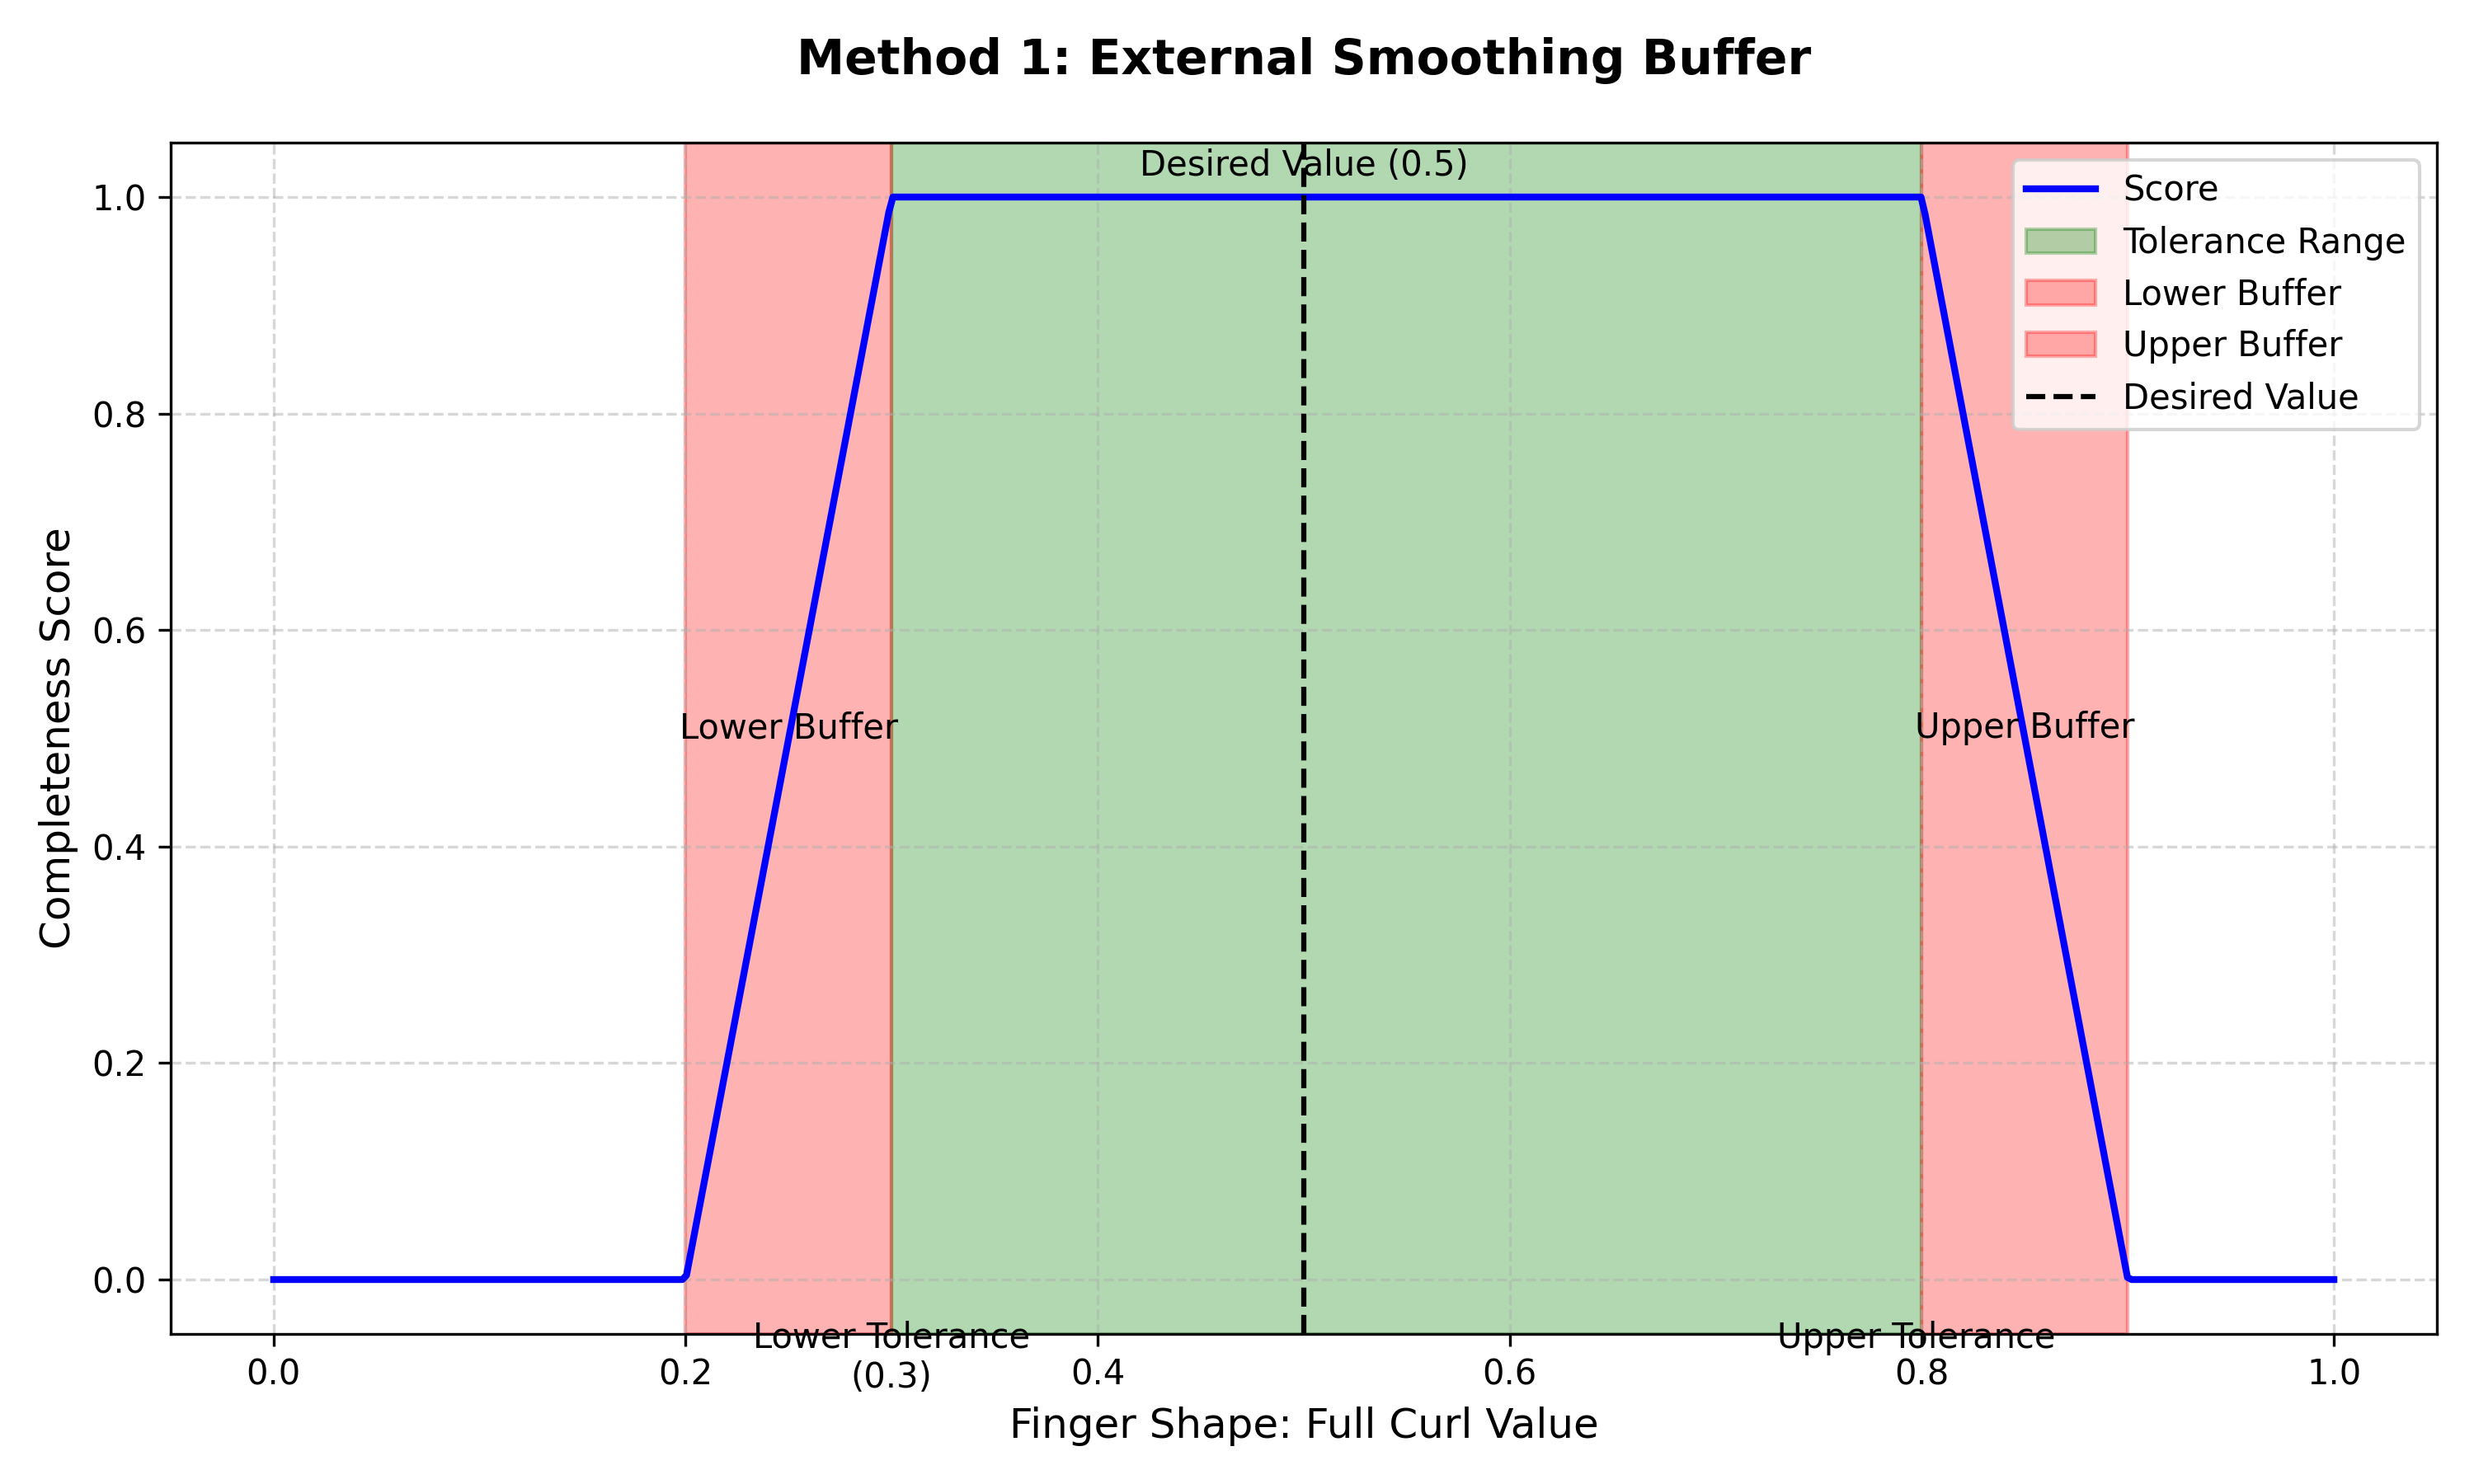 Method 1: External Smoothing Buffer
Desired Value (0.5)
Score
Tolerance Range
Lower Buffer
Upper Buffer
Desired Value
1.0
0.8
0.6
0.4
0.2
0.0
Completeness Score
Lower Buffer
Upper Buffer
Lower Tolerance
(0.3)
Upper Tolerance
0.0
0.2
0.4
0.6
0.8
1.0
Finger Shape: Full Curl Value